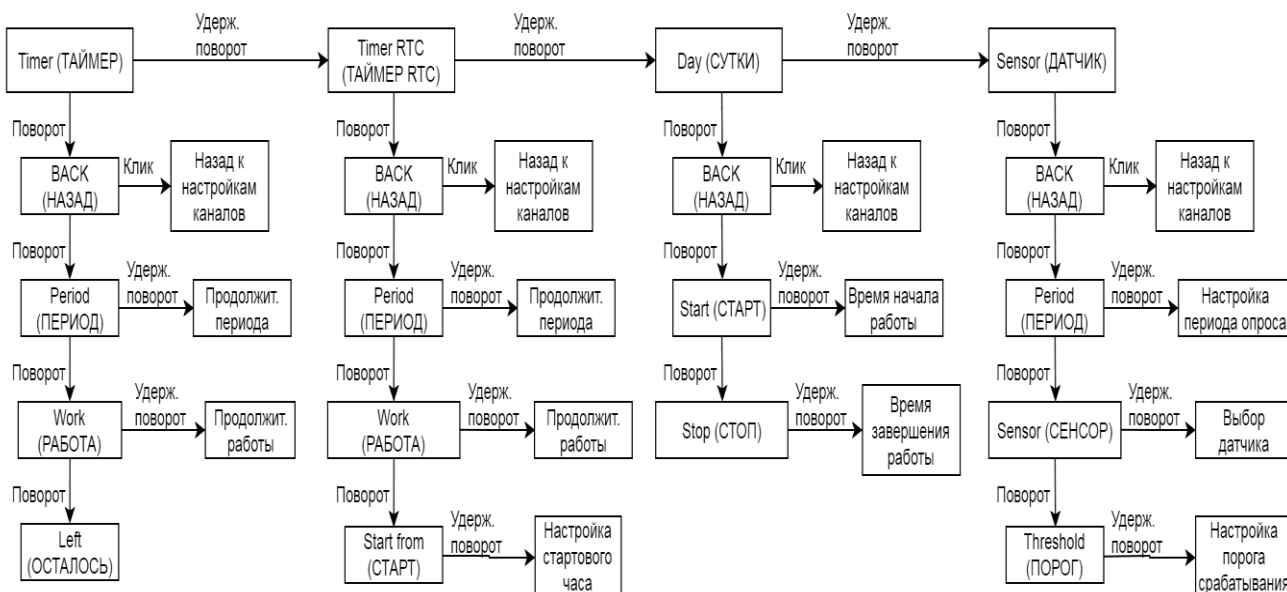 Удерж.
поворот
Удерж.
поворот
Удерж.
поворот
Timer (ТАЙМЕР)
Timer RTC
(ТАЙМЕР RTC)
Day (СУТКИ)
Sensor (ДАТЧИК)
Поворот
Поворот
Поворот
Поворот
BACK
(НАЗАД)
Клик
Назад к
настройкам
каналов
BACK
(НАЗАД)
Клик
Назад к
настройкам
каналов
BACK
(НАЗАД)
Клик
Назад к
настройкам
каналов
BACK
(НАЗАД)
Клик
Назад к
настройкам
каналов
Поворот
Поворот
Поворот
Поворот
Period
(ПЕРИОД)
Удерж.
поворот
Продолжит.
периода
Period
(ПЕРИОД)
Удерж.
поворот
Продолжит.
периода
Start (СТАРТ)
Удерж.
поворот
Время начала
работы
Period
(ПЕРИОД)
Удерж.
поворот
Настройка
периода опроса
Поворот
Поворот
Поворот
Поворот
Work
(РАБОТА)
Удерж.
поворот
Продолжит.
работы
Work
(РАБОТА)
Удерж.
поворот
Продолжит.
работы
Stop (СТОП)
Удерж.
поворот
Время
завершения
работы
Sensor (СЕНСОР)
Удерж.
поворот
Выбор
датчика
Поворот
Поворот
Поворот
Left
(ОСТАЛОСЬ)
Start from
(СТАРТ)
Удерж.
поворот
Настройка
стартового
часа
Threshold
(ПОРОГ)
Удерж.
поворот
Настройка
порога
срабатывания